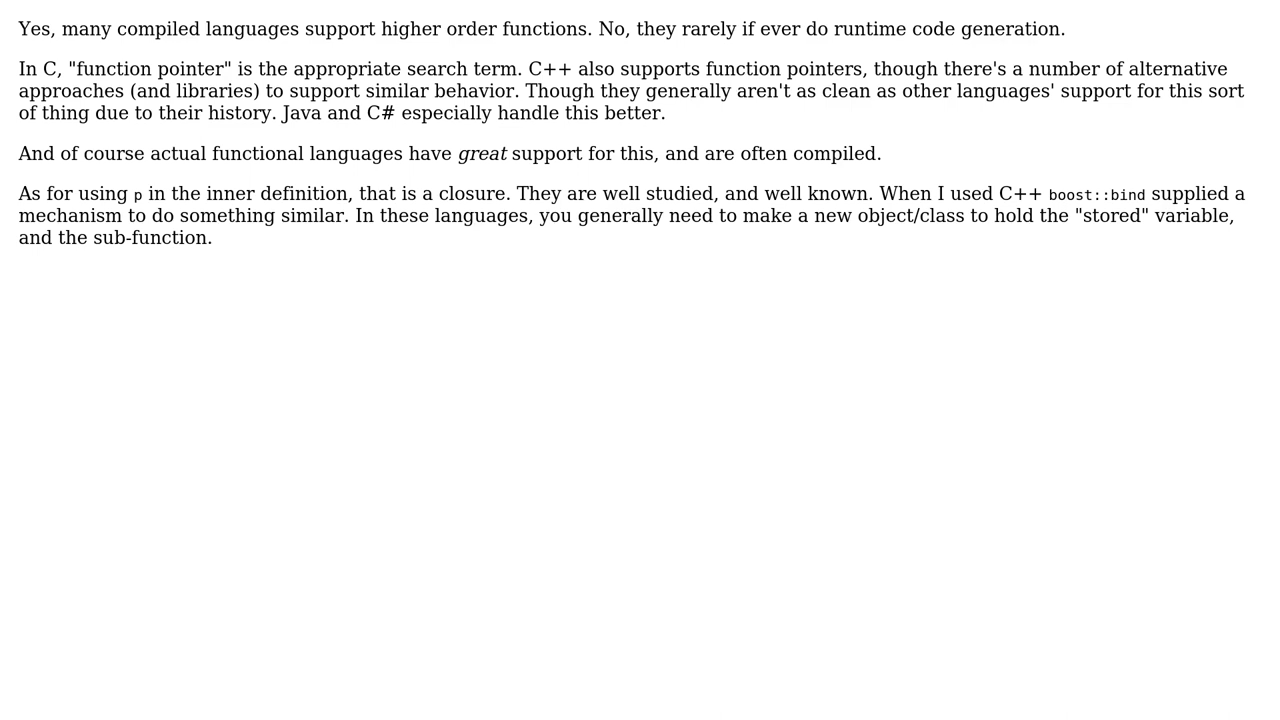 Yes, many compiled languages support higher order functions. No, they rarely if ever do runtime code generation.
In C, "function pointer" is the appropriate search term. C++ also supports function pointers, though there's a number of alternative
approaches (and libraries) to support similar behavior. Though they generally aren't as clean as other languages' support for this sort
of thing due to their history. Java and C# especially handle this better.
And of course actual functional languages have great support for this, and are often compiled.
As for using p in the inner definition, that is a closure. They are well studied, and well known. When I used C++ boost::bind supplied a
mechanism to do something similar. In these languages, you generally need to make a new object/class to hold the "stored" variable,
and the sub-function.